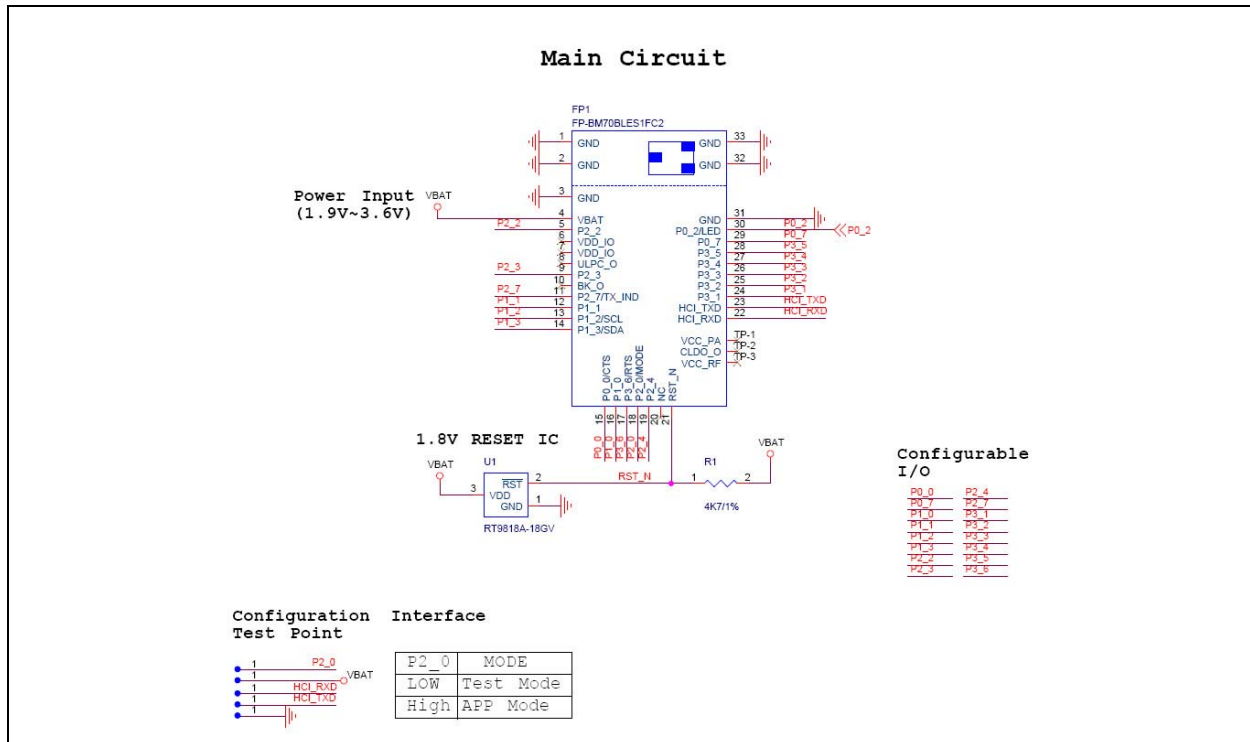 Main Circuit
FP1
FP-BM70BLES1FC2
1 GND
2 GND
3 GND
33 GND
32 GND
Power Input
(1.9V~3.6V)
VBAT
4 VBAT
P2_2 5 P2_2
6 VDD_IO
7 VDD_IO
8 ULPC_O
P2_3 9 P2_3
10 BK_O
P2_7 11 P2_7/TX_IND
P1_1 12 P1_1
P1_2 13 P1_2/SCL
P1_3 14 P1_3/SDA
GND 31
P0_2/LED 30 P0_2 P0_2
P0_7 29 P0_7
P3_5 28 P3_5
P3_4 27 P3_4
P3_3 26 P3_3
P3_2 25 P3_2
P3_1 24 P3_1
HCI_TXD 23 HCI_TXD
HCI_RXD 22 HCI_RXD
VCC_PA TP-1
CLDO_O TP-2
VCC_RF TP-3
P0_0/CTS 15 P0_0
P1_0 16 P1_0
P3_6/RTS 17 P3_6
P2_0/MODE 18 P2_0
P2_4 19 P2_4
NC 20
RST_N 21
1.8V RESET IC
VBAT
U1
3 VDD
RST 2
GND 1
RT9818A-18GV
RST_N
R1
1 2
4K7/1%
VBAT
Configurable
I/O
P0_0 P2_4
P0_7 P2_7
P1_0 P3_1
P1_1 P3_2
P1_2 P3_3
P1_3 P3_4
P2_2 P3_5
P2_3 P3_6
Configuration Interface
Test Point
1 P2_0
1 VBAT
1 HCI_RXD
1 HCI_TXD
1
P2_0 MODE
LOW Test Mode
High APP Mode